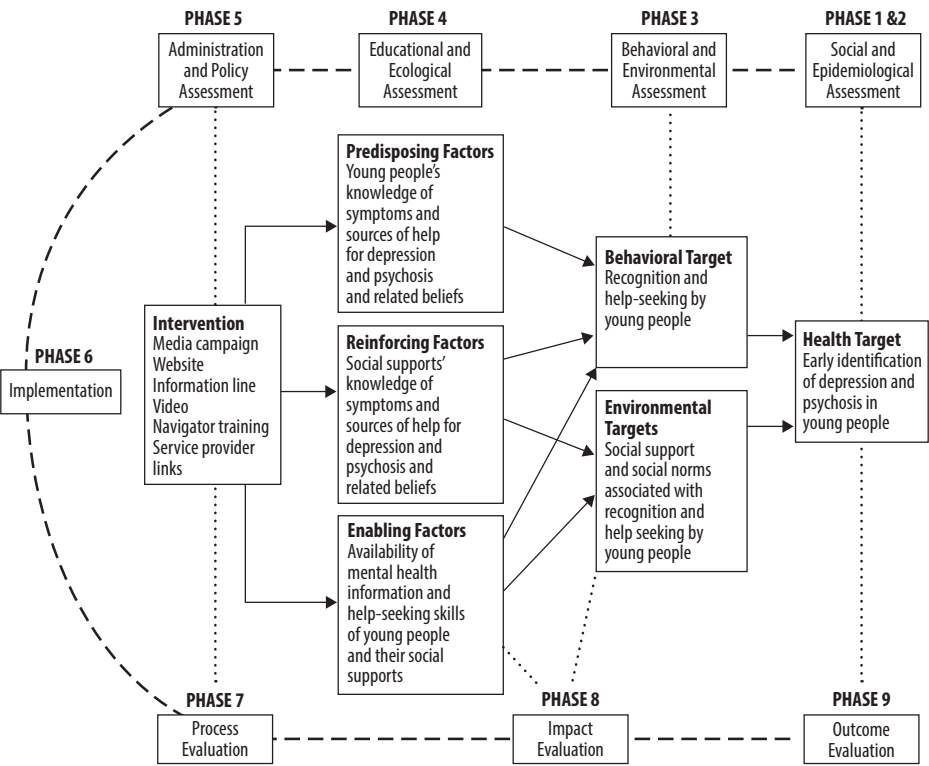 PHASE 5
Administration
and Policy
Assessment
PHASE 4
Educational and
Ecological
Assessment
PHASE 3
Behavioral and
Environmental
Assessment
PHASE 1 &2
Social and
Epidemiological
Assessment
Predisposing Factors
Young people's
knowledge of
symptoms and
sources of help
for depression
and psychosis
and related beliefs
Behavioral Target
Recognition and
help-seeking by
young people
Intervention
Media campaign
Website
Information line
Video
Navigator training
Service provider
links
Reinforcing Factors
Social supports'
knowledge of
symptoms and
sources of help for
depression and
psychosis and
related beliefs
Health Target
Early identification
of depression and
psychosis in
young people
PHASE 6
Implementation
Environmental
Targets
Social support
and social norms
associated with
recognition and
help seeking by
young people
Enabling Factors
Availability of
mental health
information and
help-seeking skills
of young people
and their social
supports
PHASE 7
Process
Evaluation
PHASE 8
Impact
Evaluation
PHASE 9
Outcome
Evaluation